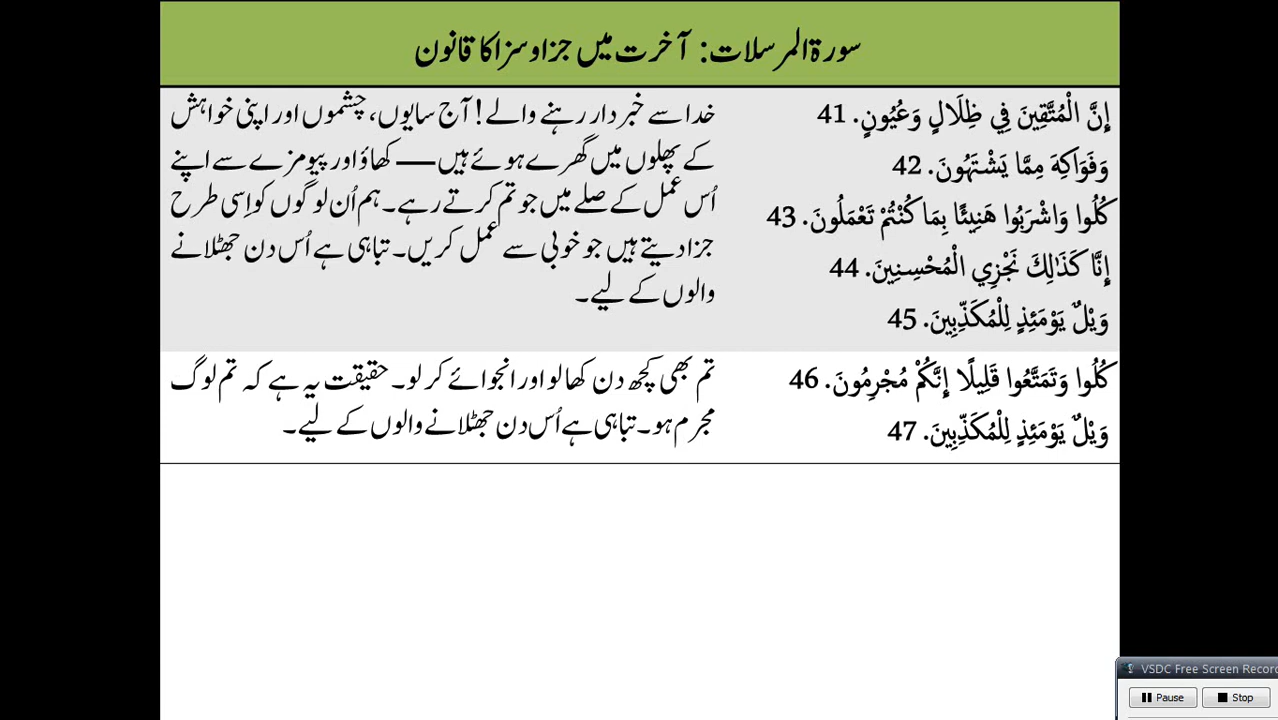 سورۃ المرسلات: آخرت میں جزا و سزا کا قانون
إِنَّ الْمُتَّقِينَ فِي ظِلَالٍ وَعُيُونٍ. 41
وَفَوَاكِهَ مِمَّا يَشْتَهُونَ. 42
كُلُوا وَاشْرَبُوا هَنِيئًا بِمَا كُنْتُمْ تَعْمَلُونَ. 43
إِنَّا كَذَٰلِكَ نَجْزِي الْمُحْسِنِينَ. 44
وَيْلٌ يَوْمَئِذٍ لِلْمُكَذِّبِينَ. 45
خدا سے خبردار رہنے والے! آج سایوں، چشموں اور اپنی خواہش
کے پھلوں میں گھرے ہوئے ہیں — کھاؤ اور پیو مزے سے اپنے
اُس عمل کے صلے میں جو تم کرتے رہے۔ ہم اُن لوگوں کو اِسی طرح
جزا دیتے ہیں جو خوبی سے عمل کریں۔ تباہی ہے اُس دن جھٹلانے
والوں کے لیے۔
كُلُوا وَتَمَتَّعُوا قَلِيلًا إِنَّكُمْ مُجْرِمُونَ. 46
وَيْلٌ يَوْمَئِذٍ لِلْمُكَذِّبِينَ. 47
تم بھی کچھ دن کھا لو اور انجوائے کر لو۔ حقیقت یہ ہے کہ تم لوگ
مجرم ہو۔ تباہی ہے اُس دن جھٹلانے والوں کے لیے۔
VSDC Free Screen Recor
Pause Stop